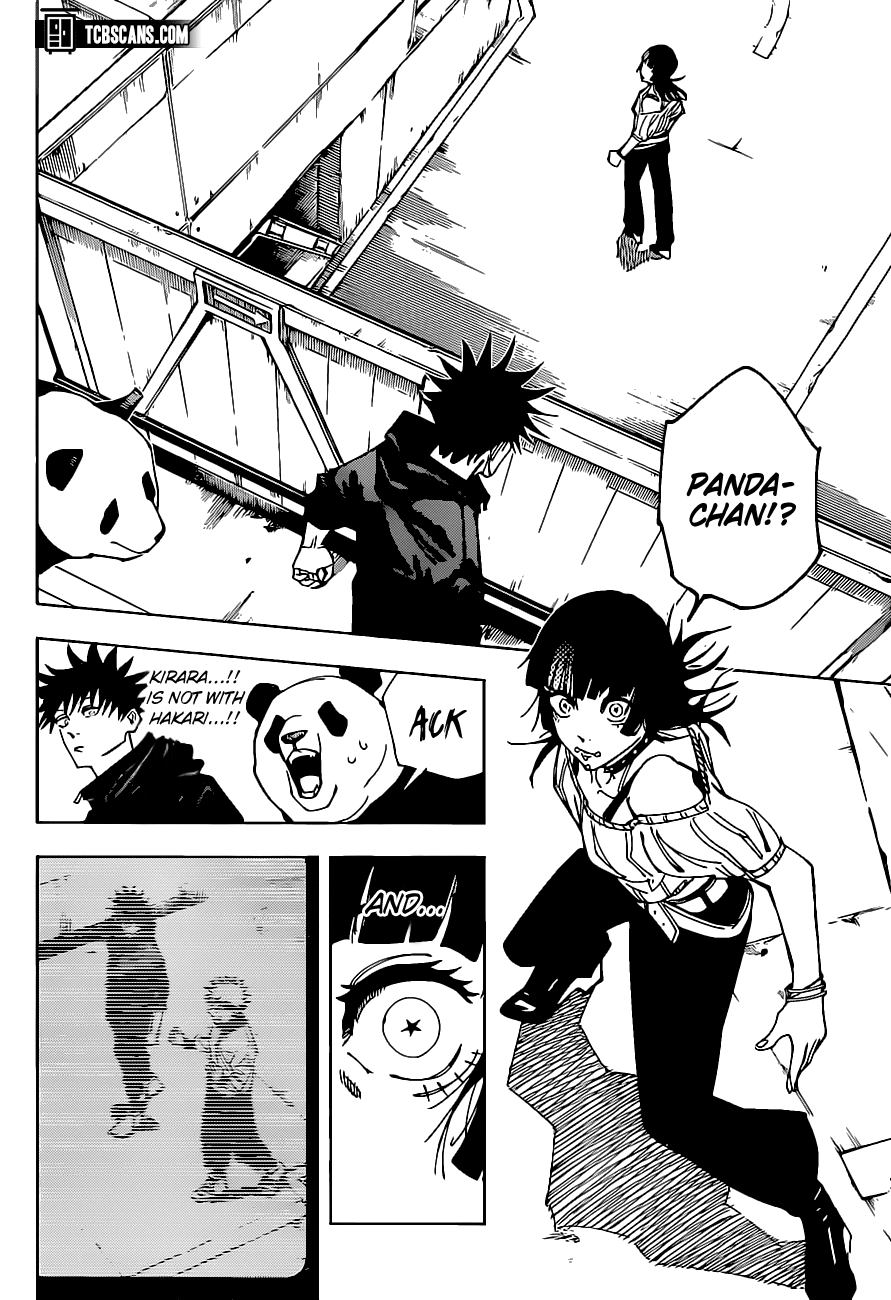 TCBSCANS.COM
PANDA-
CHAN!?
ACK
KIRARA...!!
IS NOT WITH
HAKARI...!!
AND...